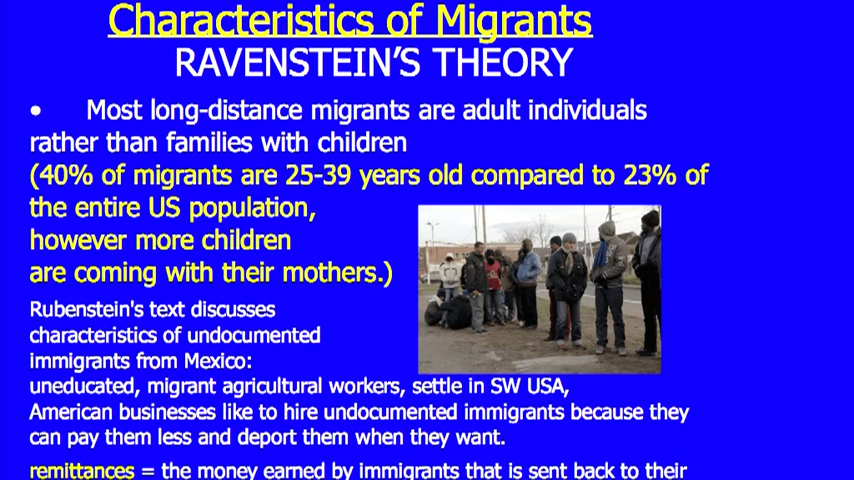 Characteristics of Migrants
RAVENSTEIN'S THEORY
• Most long-distance migrants are adult individuals
rather than families with children
(40% of migrants are 25-39 years old compared to 23% of
the entire US population,
however more children
are coming with their mothers.)
Rubenstein's text discusses
characteristics of undocumented
immigrants from Mexico:
uneducated, migrant agricultural workers, settle in SW USA,
American businesses like to hire undocumented immigrants because they
can pay them less and deport them when they want.
remittances = the money earned by immigrants that is sent back to their